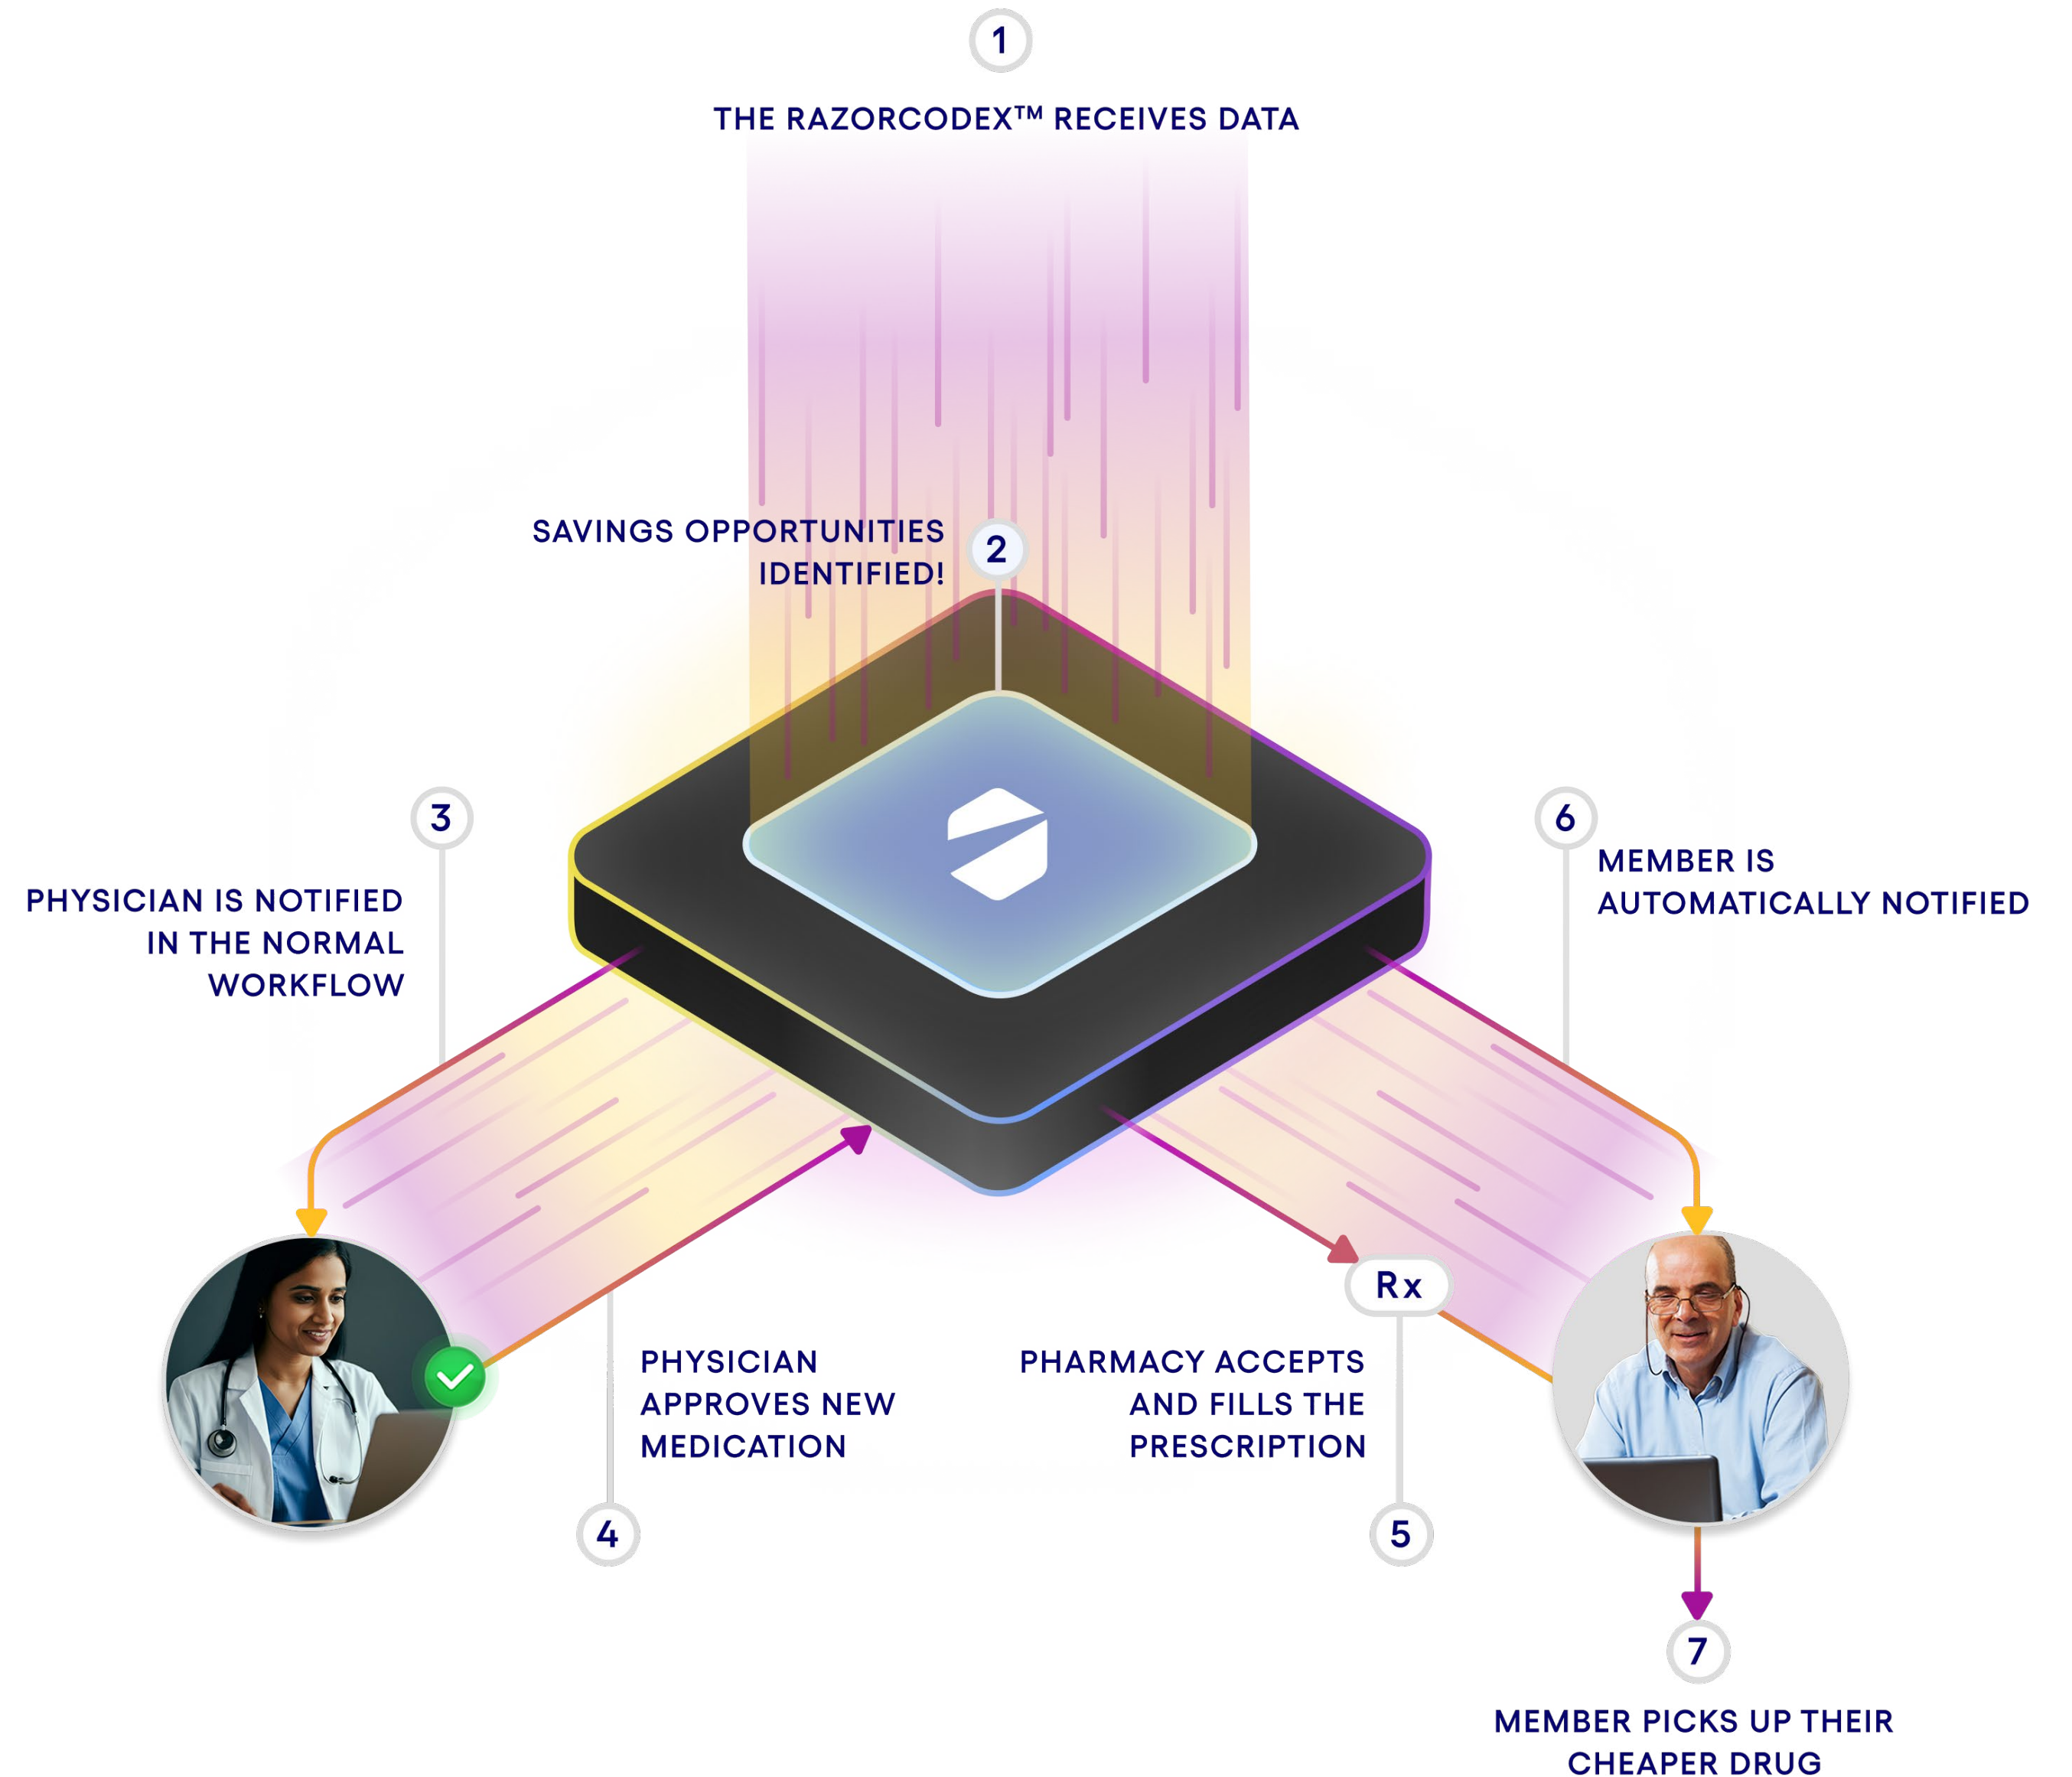 1
THE RAZORCODEX™ RECEIVES DATA
2
SAVINGS OPPORTUNITIES
IDENTIFIED!
3
PHYSICIAN IS NOTIFIED
IN THE NORMAL
WORKFLOW
4
PHYSICIAN
APPROVES NEW
MEDICATION
Rx
5
PHARMACY ACCEPTS
AND FILLS THE
PRESCRIPTION
6
MEMBER IS
AUTOMATICALLY NOTIFIED
7
MEMBER PICKS UP THEIR
CHEAPER DRUG